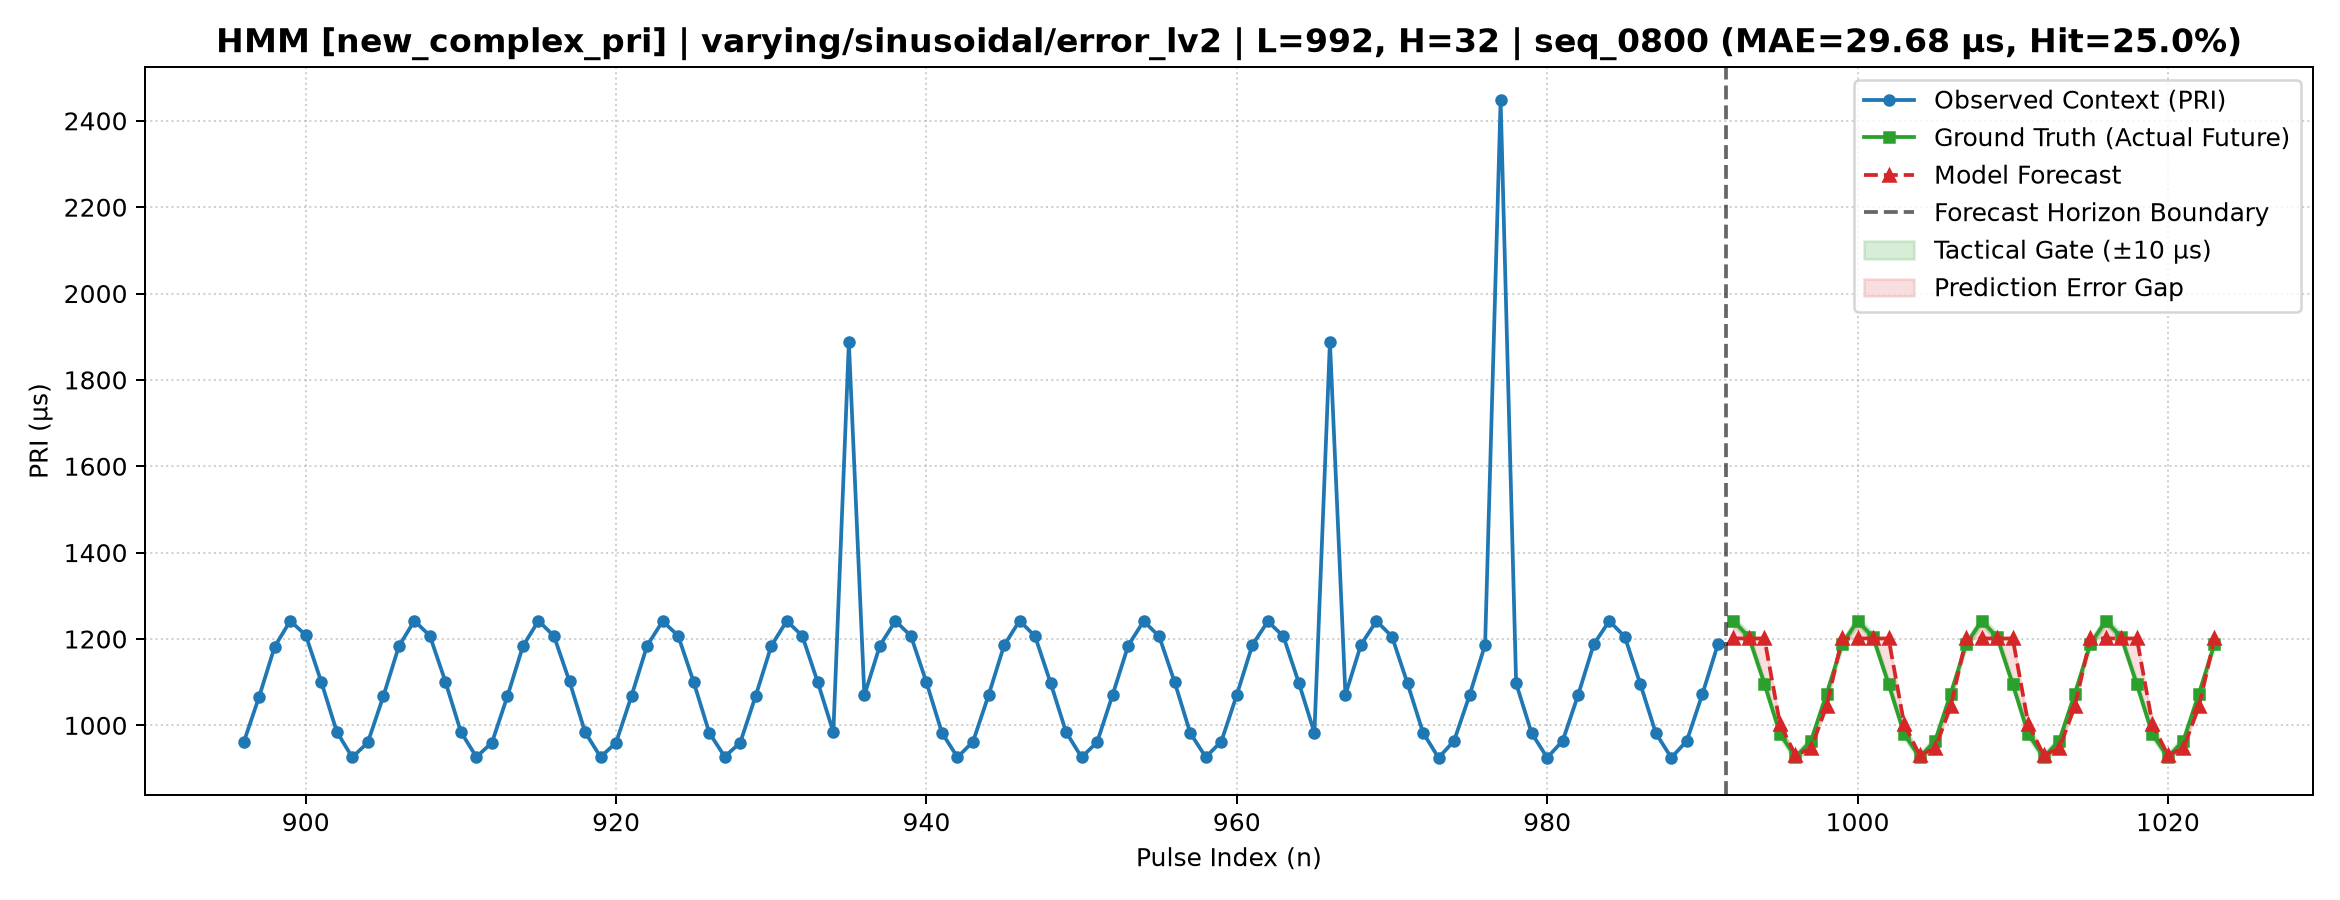 HMM [new_complex_pri] | varying/sinusoidal/error_lv2 | L=992, H=32 | seq_0800 (MAE=29.68 µs, Hit=25.0%)
Observed Context (PRI)
Ground Truth (Actual Future)
Model Forecast
Forecast Horizon Boundary
Tactical Gate (±10 µs)
Prediction Error Gap
PRI (µs)
2400
2200
2000
1800
1600
1400
1200
1000
900
920
940
960
980
1000
1020
Pulse Index (n)